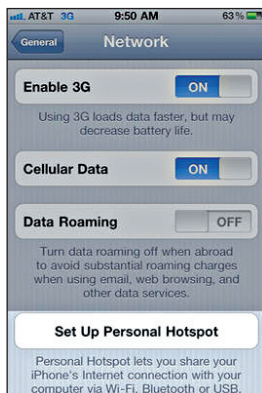 AT&T 3G 9:50 AM 63%
General Network
Enable 3G ON
Using 3G loads data faster, but may
decrease battery life.
Cellular Data ON
Data Roaming OFF
Turn data roaming off when abroad
to avoid substantial roaming charges
when using email, web browsing, and
other data services.
Set Up Personal Hotspot
Personal Hotspot lets you share your
iPhone's Internet connection with your
computer via Wi-Fi, Bluetooth or USB.